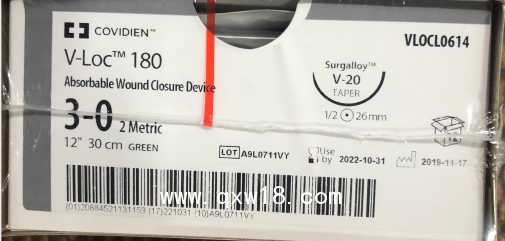 COVIDIEN
VLOCL0614
V-Loc™ 180
Absorbable Wound Closure Device
Surgalloy™
V-20
TAPER
3-0 2 Metric
1/2 26mm
12" 30 cm GREEN
LOT A9L0711VY
Use by 2022-10-31
2019-11-17
12
www.qxw18.com
(01)20884521131153 (17)221031 (10)A9L0711VY